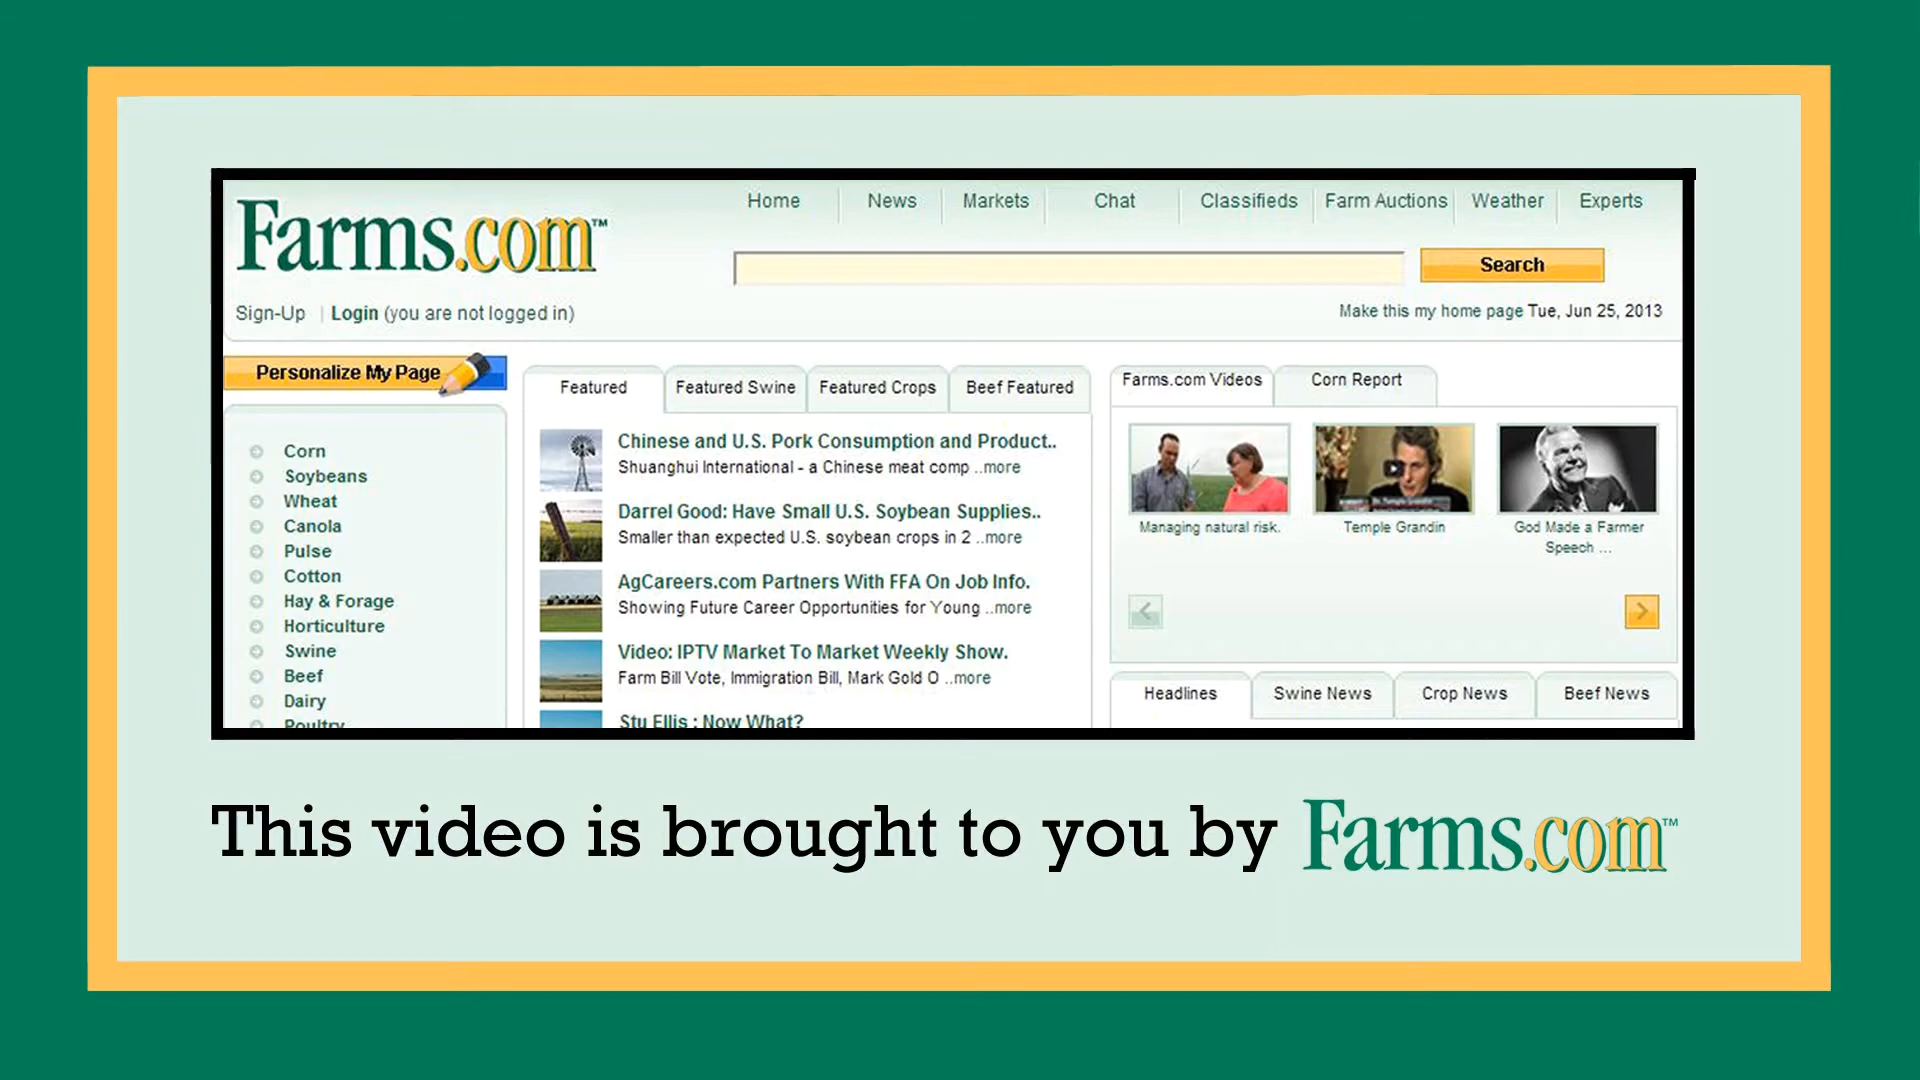 Farms.com™
Home News Markets Chat Classifieds Farm Auctions Weather Experts
Search
Sign-Up | Login (you are not logged in)
Make this my home page Tue, Jun 25, 2013
Personalize My Page
Corn
Soybeans
Wheat
Canola
Pulse
Cotton
Hay & Forage
Horticulture
Swine
Beef
Dairy
Poultry
Featured Featured Swine Featured Crops Beef Featured
Chinese and U.S. Pork Consumption and Product..
Shuanghui International - a Chinese meat comp ..more
Darrel Good: Have Small U.S. Soybean Supplies..
Smaller than expected U.S. soybean crops in 2 ..more
AgCareers.com Partners With FFA On Job Info.
Showing Future Career Opportunities for Young ..more
Video: IPTV Market To Market Weekly Show.
Farm Bill Vote, Immigration Bill, Mark Gold O ..more
Stu Ellis : Now What?
Farms.com Videos Corn Report
Managing natural risk.
Temple Grandin
God Made a Farmer
Speech ...
Headlines Swine News Crop News Beef News
This video is brought to you by Farms.com™